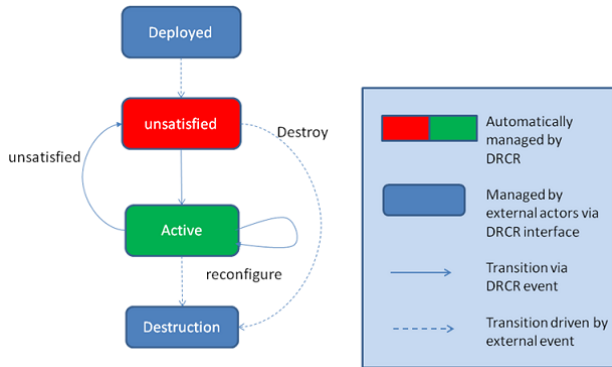 Deployed
unsatisfied
Destroy
unsatisfied
Active
reconfigure
Destruction
Automatically
managed by
DRCR
Managed by
external actors via
DRCR interface
Transition via
DRCR event
Transition driven by
external event